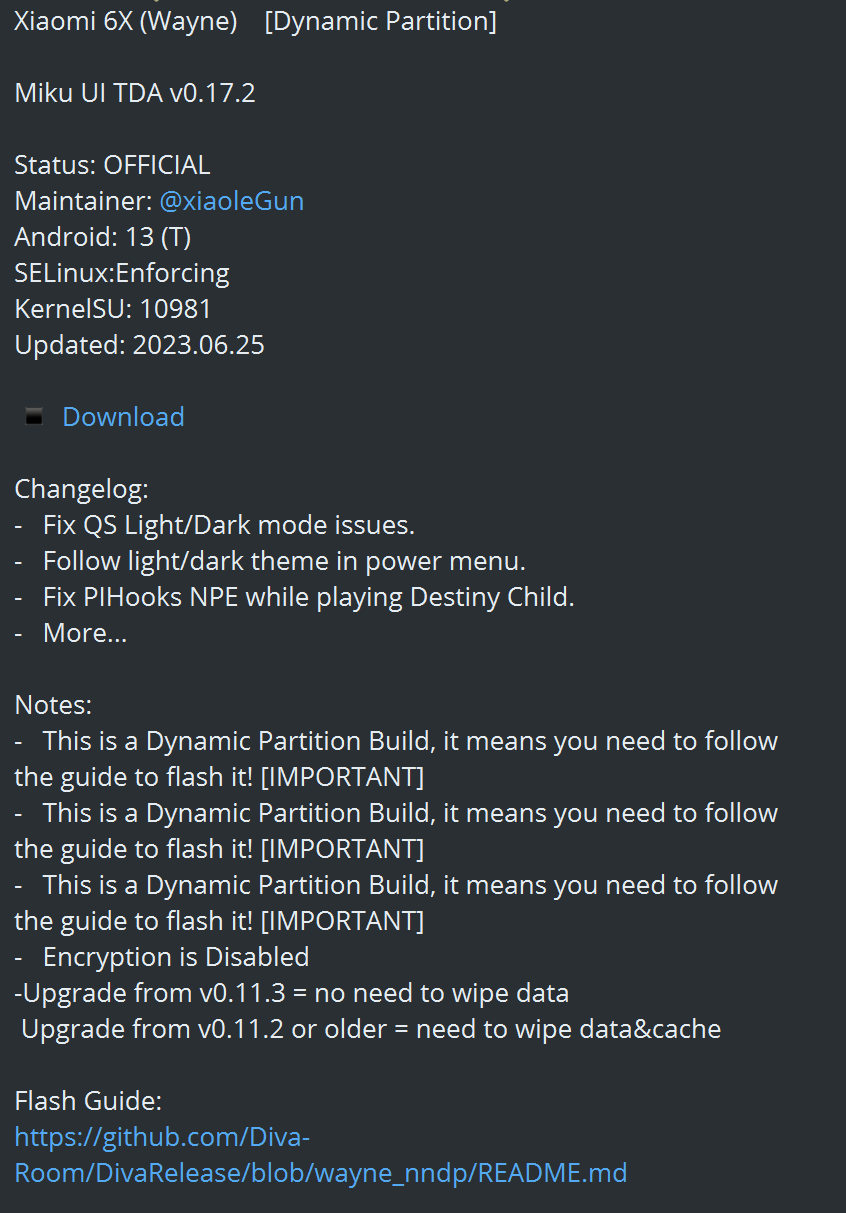 Xiaomi 6X (Wayne) [Dynamic Partition]
Miku UI TDA v0.17.2
Status: OFFICIAL
Maintainer: @xiaoleGun
Android: 13 (T)
SELinux:Enforcing
KernelSU: 10981
Updated: 2023.06.25
▪ Download
Changelog:
- Fix QS Light/Dark mode issues.
- Follow light/dark theme in power menu.
- Fix PIHooks NPE while playing Destiny Child.
- More...
Notes:
- This is a Dynamic Partition Build, it means you need to follow
the guide to flash it! [IMPORTANT]
- This is a Dynamic Partition Build, it means you need to follow
the guide to flash it! [IMPORTANT]
- This is a Dynamic Partition Build, it means you need to follow
the guide to flash it! [IMPORTANT]
- Encryption is Disabled
-Upgrade from v0.11.3 = no need to wipe data
Upgrade from v0.11.2 or older = need to wipe data&cache
Flash Guide:
https://github.com/Diva-
Room/DivaRelease/blob/wayne_nndp/README.md